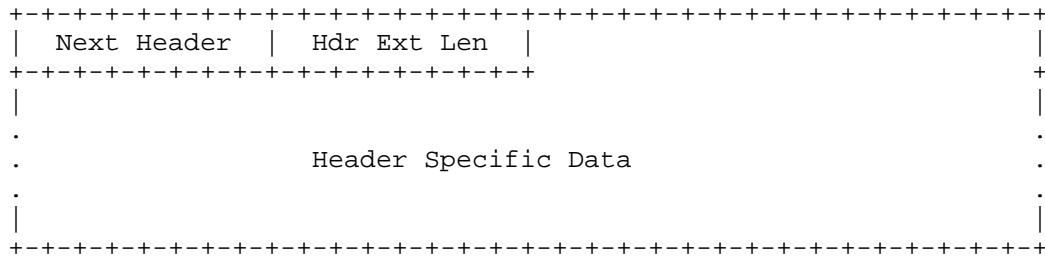 Next Header | Hdr Ext Len
Header Specific Data